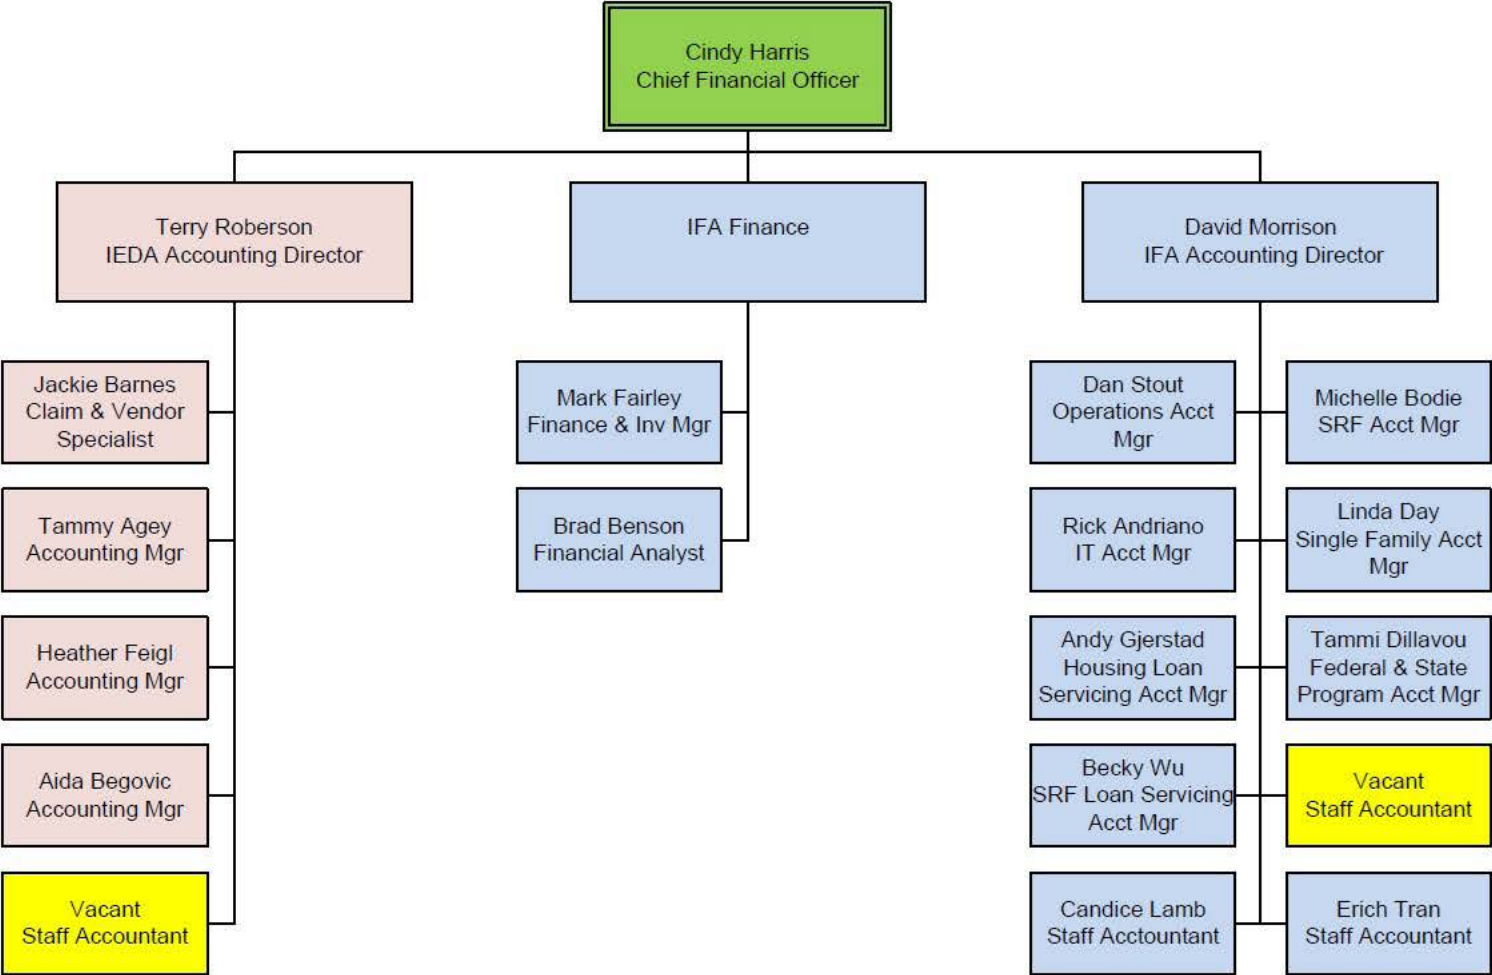 Cindy Harris
Chief Financial Officer
Terry Roberson
IEDA Accounting Director
IFA Finance
David Morrison
IFA Accounting Director
Jackie Barnes
Claim & Vendor
Specialist
Tammy Agey
Accounting Mgr
Heather Feigl
Accounting Mgr
Aida Begovic
Accounting Mgr
Vacant
Staff Accountant
Mark Fairley
Finance & Inv Mgr
Brad Benson
Financial Analyst
Dan Stout
Operations Acct
Mgr
Michelle Bodie
SRF Acct Mgr
Rick Andriano
IT Acct Mgr
Linda Day
Single Family Acct
Mgr
Andy Gjerstad
Housing Loan
Servicing Acct Mgr
Tammi Dillavou
Federal & State
Program Acct Mgr
Becky Wu
SRF Loan Servicing
Acct Mgr
Vacant
Staff Accountant
Candice Lamb
Staff Acctountant
Erich Tran
Staff Accountant